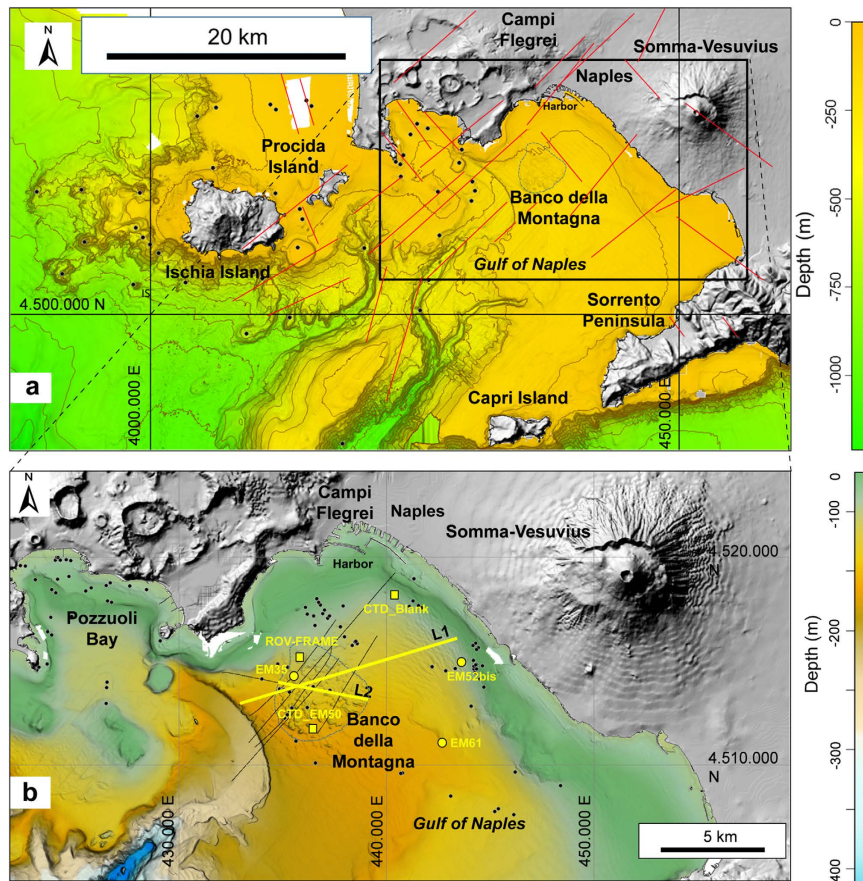 N
20 km
Campi
Flegrei
Somma-Vesuvius
Naples
Harbor
Procida
Island
Banco della
Montagna
Ischia Island
Gulf of Naples
IS
4.500.000 N
Sorrento
Peninsula
Capri Island
4000.000 E
450.000 E
a
0
-250
-500
-750
-1000
Depth (m)
N
Campi
Flegrei
Naples
Somma-Vesuvius
4.520.000
N
Harbor
Pozzuoli
Bay
CTD_Blank
ROV-FRAME
L1
EM35
EM52bis
L2
CTD_EM50
Banco
della
Montagna
EM61
4.510.000
N
430.000 E
440.000 E
450.000 E
Gulf of Naples
b
5 km
0
-100
-200
-300
-400
Depth (m)